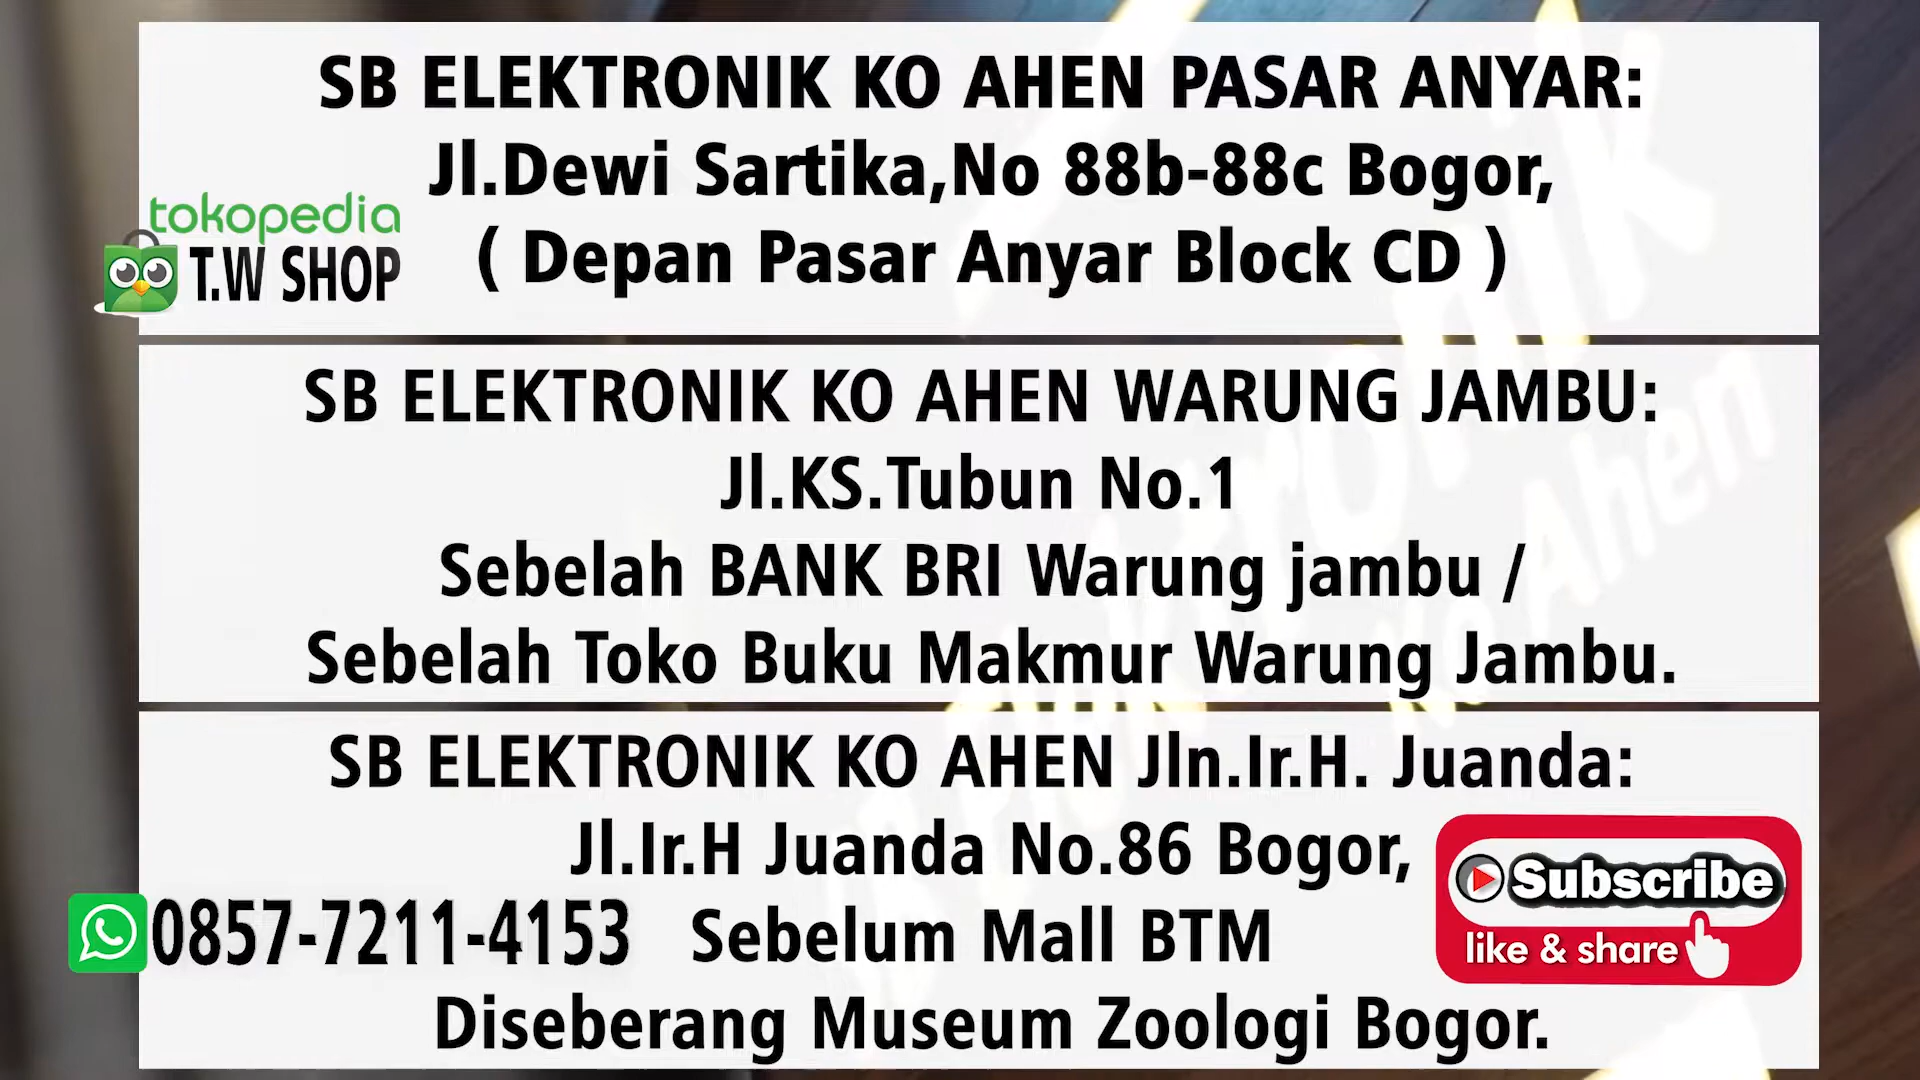 SB ELEKTRONIK KO AHEN PASAR ANYAR:
Jl.Dewi Sartika,No 88b-88c Bogor,
( Depan Pasar Anyar Block CD )
tokopedia
T.W SHOP
SB ELEKTRONIK KO AHEN WARUNG JAMBU:
Jl.KS.Tubun No.1
Sebelah BANK BRI Warung jambu /
Sebelah Toko Buku Makmur Warung Jambu.
SB ELEKTRONIK KO AHEN Jln.Ir.H. Juanda:
Jl.Ir.H Juanda No.86 Bogor,
Sebelum Mall BTM
Diseberang Museum Zoologi Bogor.
0857-7211-4153
Subscribe
like & share
Ko Ahen